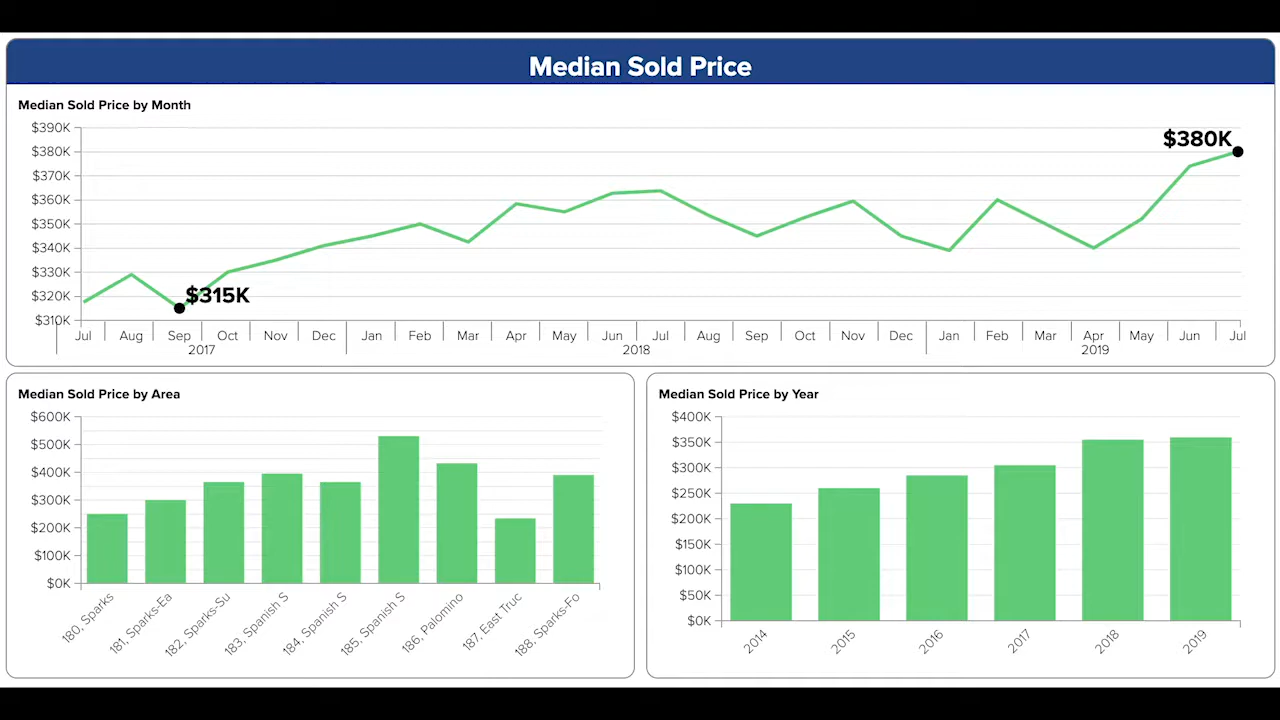 Median Sold Price
Median Sold Price by Month
$390K
$380K
$370K
$360K
$350K
$340K
$330K
$320K
$310K
$380K
$315K
Jul Aug Sep Oct Nov Dec Jan Feb Mar Apr May Jun Jul Aug Sep Oct Nov Dec Jan Feb Mar Apr May Jun Jul
2017 2018 2019
Median Sold Price by Area
$600K
$500K
$400K
$300K
$200K
$100K
$0K
180, Sparks
181, Sparks-Ea
182, Sparks-Su
183, Spanish S
184, Spanish S
185, Spanish S
186, Palomino
187, East Truc
188, Sparks-Fo
Median Sold Price by Year
$400K
$350K
$300K
$250K
$200K
$150K
$100K
$50K
$0K
2014
2015
2016
2017
2018
2019